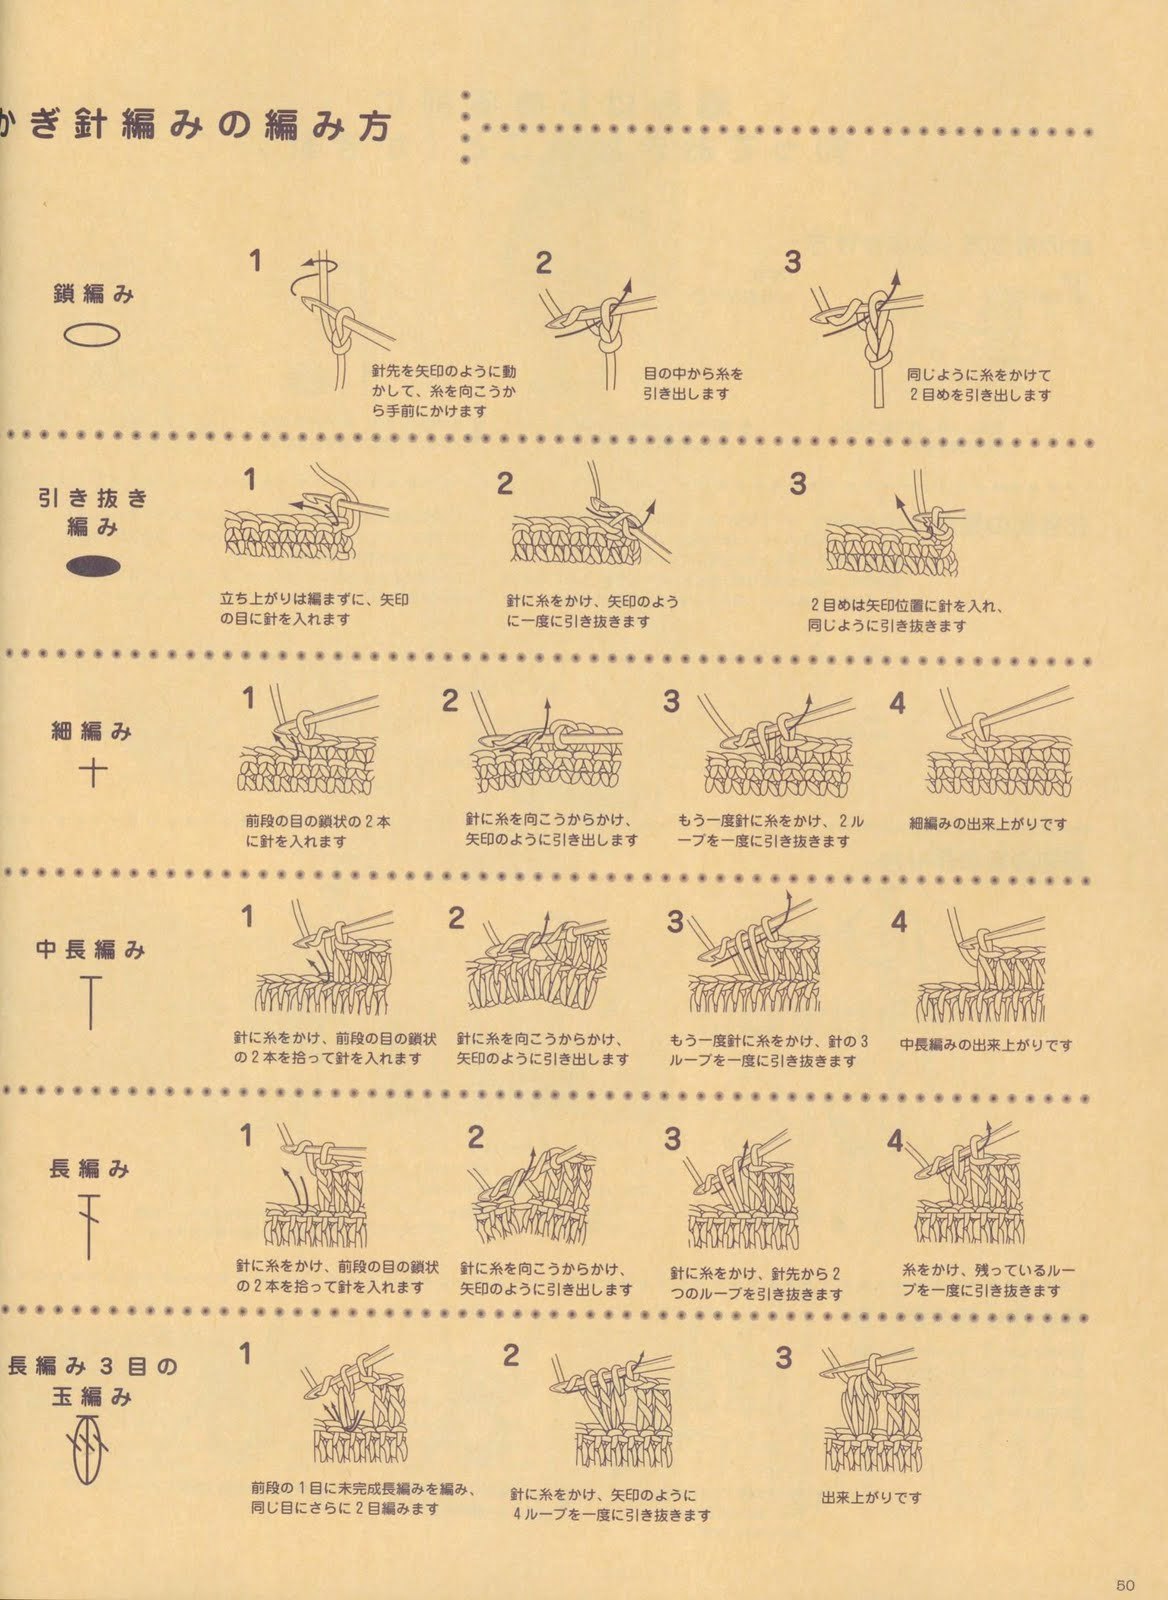 かぎ針編みの編み方
鎖編み
1
針先を矢印のように動
かして、糸を向こうか
ら手前にかけます
2
目の中から糸を
引き出します
3
同じように糸をかけて
2目めを引き出します
引き抜き
編み
1
立ち上がりは編まずに、矢印
の目に針を入れます
2
針に糸をかけ、矢印のよう
に一度に引き抜きます
3
2目めは矢印位置に針を入れ、
同じように引き抜きます
細編み
1
前段の目の鎖状の2本
に針を入れます
2
針に糸を向こうからかけ、
矢印のように引き出します
3
もう一度針に糸をかけ、2ル
ープを一度に引き抜きます
4
細編みの出来上がりです
中長編み
1
針に糸をかけ、前段の目の鎖状
の2本を拾って針を入れます
2
針に糸を向こうからかけ、
矢印のように引き出します
3
もう一度針に糸をかけ、針の3
ループを一度に引き抜きます
4
中長編みの出来上がりです
長編み
1
針に糸をかけ、前段の目の鎖状
の2本を拾って針を入れます
2
針に糸を向こうからかけ、
矢印のように引き出します
3
針に糸をかけ、針先から2
つのループを引き抜きます
4
糸をかけ、残っているルー
プを一度に引き抜きます
長編み3目の
玉編み
1
前段の1目に未完成長編みを編み、
同じ目にさらに2目編みます
2
針に糸をかけ、矢印のように
4ループを一度に引き抜きます
3
出来上がりです
50